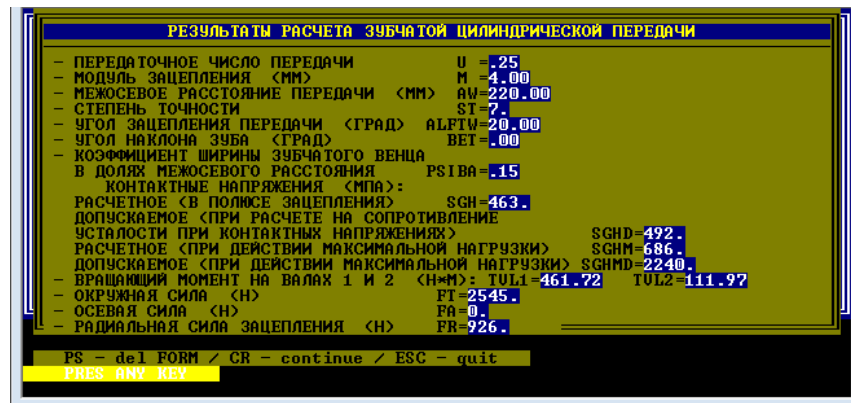 РЕЗУЛЬТАТЫ РАСЧЕТА ЗУБЧАТОЙ ЦИЛИНДРИЧЕСКОЙ ПЕРЕДАЧИ
- ПЕРЕДАТОЧНОЕ ЧИСЛО ПЕРЕДАЧИ U =.25
- МОДУЛЬ ЗАЦЕПЛЕНИЯ (ММ) M =4.00
- МЕЖОСЕВОЕ РАССТОЯНИЕ ПЕРЕДАЧИ (ММ) AW=220.00
- СТЕПЕНЬ ТОЧНОСТИ ST=7.
- УГОЛ ЗАЦЕПЛЕНИЯ ПЕРЕДАЧИ (ГРАД) ALFTW=20.00
- УГОЛ НАКЛОНА ЗУБА (ГРАД) BET=.00
- КОЭФФИЦИЕНТ ШИРИНЫ ЗУБЧАТОГО ВЕНЦА
В ДОЛЯХ МЕЖОСЕВОГО РАССТОЯНИЯ PSIBA=.15
КОНТАКТНЫЕ НАПРЯЖЕНИЯ (МПА):
РАСЧЕТНОЕ (В ПОЛЮСЕ ЗАЦЕПЛЕНИЯ) SGH=463.
ДОПУСКАЕМОЕ (ПРИ РАСЧЕТЕ НА СОПРОТИВЛЕНИЕ
УСТАЛОСТИ ПРИ КОНТАКТНЫХ НАПРЯЖЕНИЯХ) SGHD=492.
РАСЧЕТНОЕ (ПРИ ДЕЙСТВИИ МАКСИМАЛЬНОЙ НАГРУЗКИ) SGHM=686.
ДОПУСКАЕМОЕ (ПРИ ДЕЙСТВИИ МАКСИМАЛЬНОЙ НАГРУЗКИ) SGHMD=2240.
- ВРАЩАЮЩИЙ МОМЕНТ НА ВАЛАХ 1 И 2 (Н*М): TVL1=461.72 TVL2=111.97
- ОКРУЖНАЯ СИЛА (Н) FT=2545.
- ОСЕВАЯ СИЛА (Н) FA=0.
- РАДИАЛЬНАЯ СИЛА ЗАЦЕПЛЕНИЯ (Н) FR=926.
PS - del FORM / CR - continue / ESC - quit
PRES ANY KEY